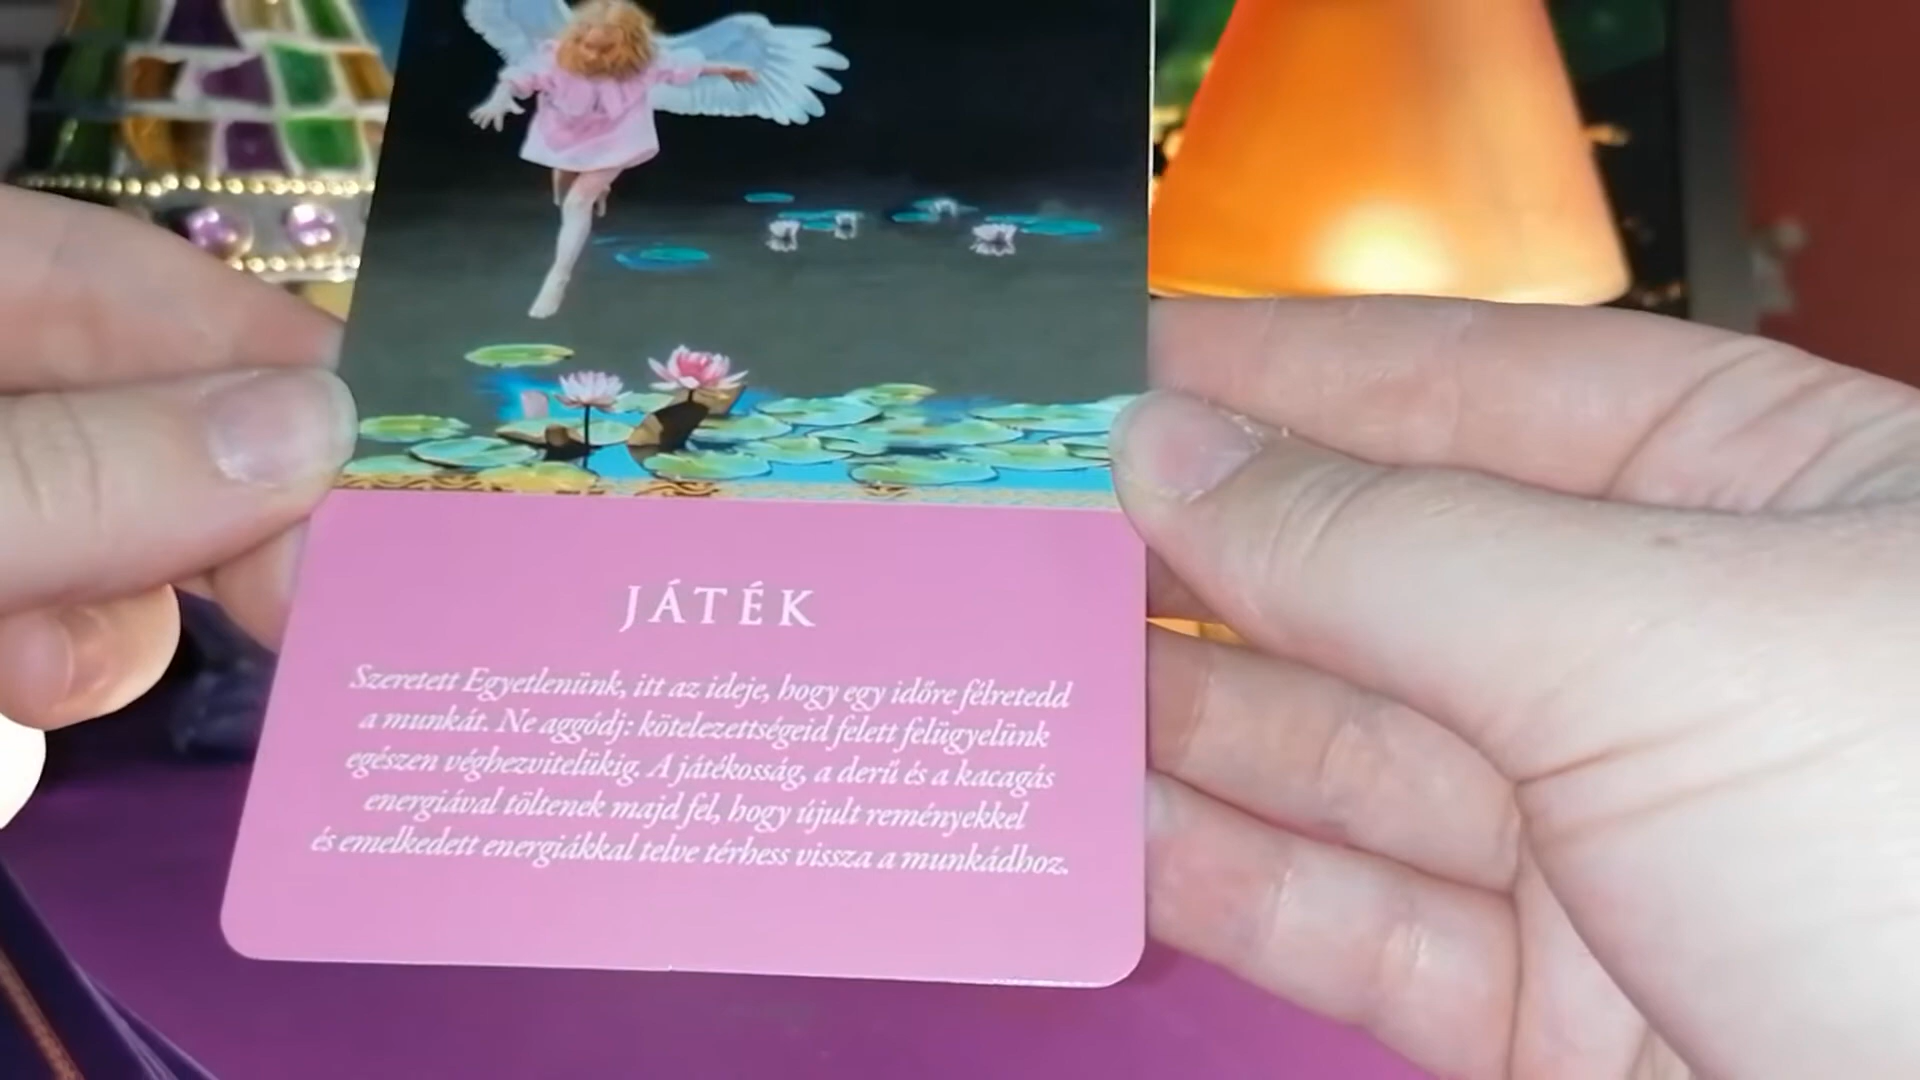 JÁTÉK
Szeretett Egyetlenünk, itt az ideje, hogy egy időre félretedd
a munkát. Ne aggódj: kötelezettségeid felett felügyelünk
egészen véghezvitelükig. A játékosság, a derű és a kacagás
energiával töltenek majd fel, hogy újult reményekkel
és emelkedett energiákkal telve térhess vissza a munkádhoz.